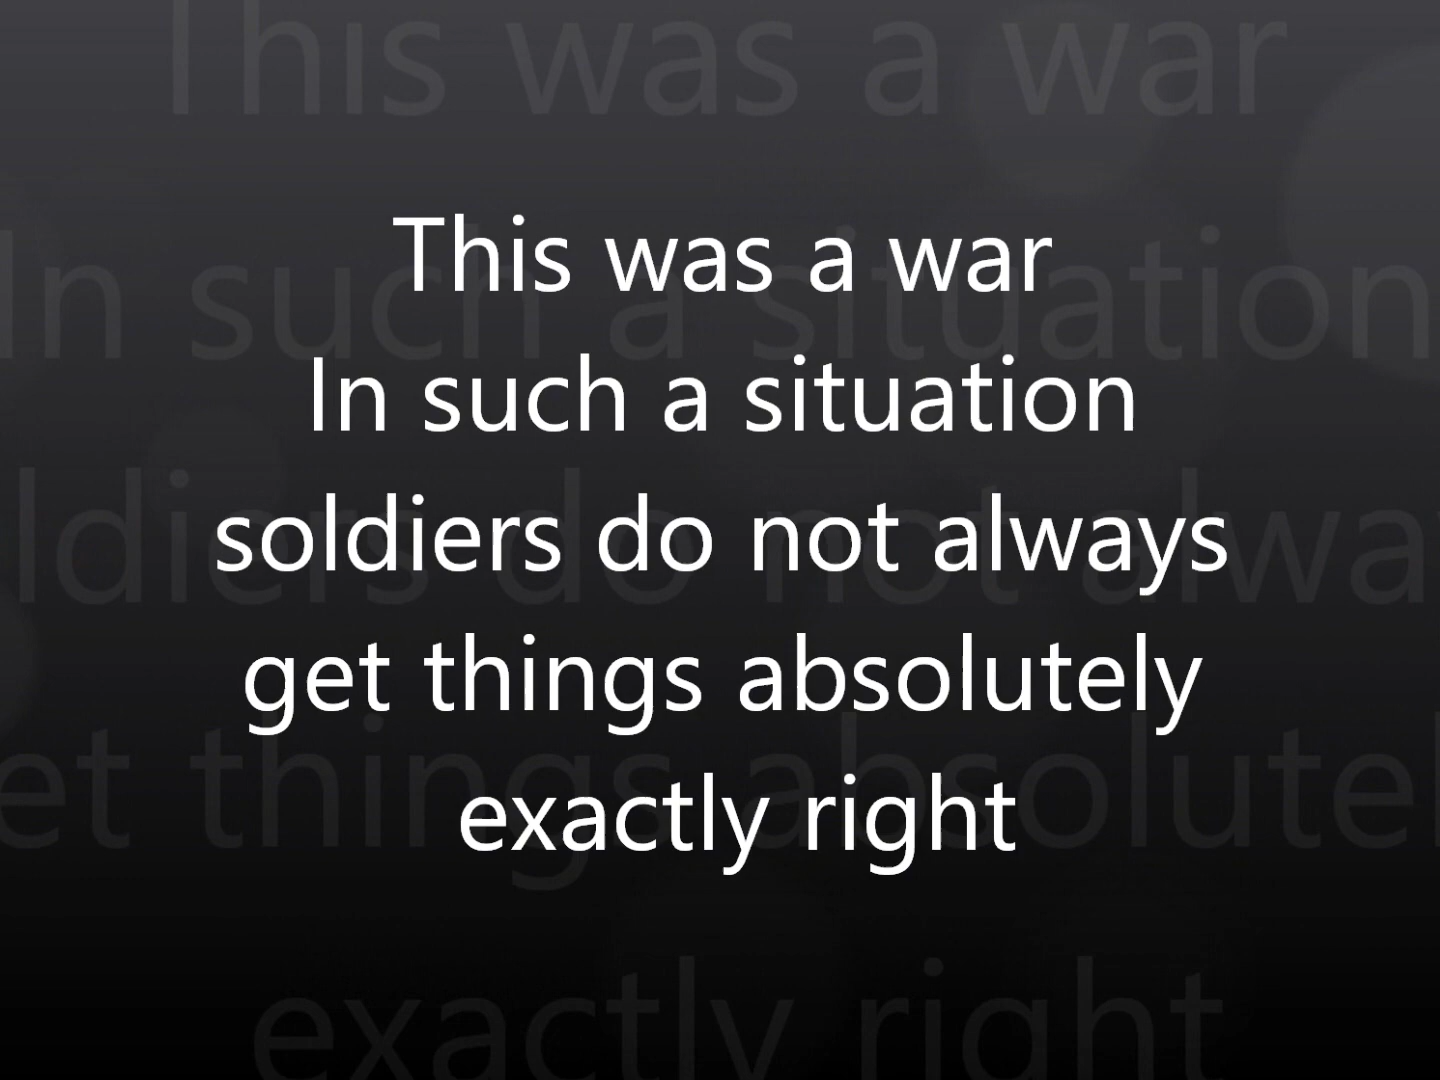 This was a war
In such a situation
soldiers do not always
get things absolutely
exactly right